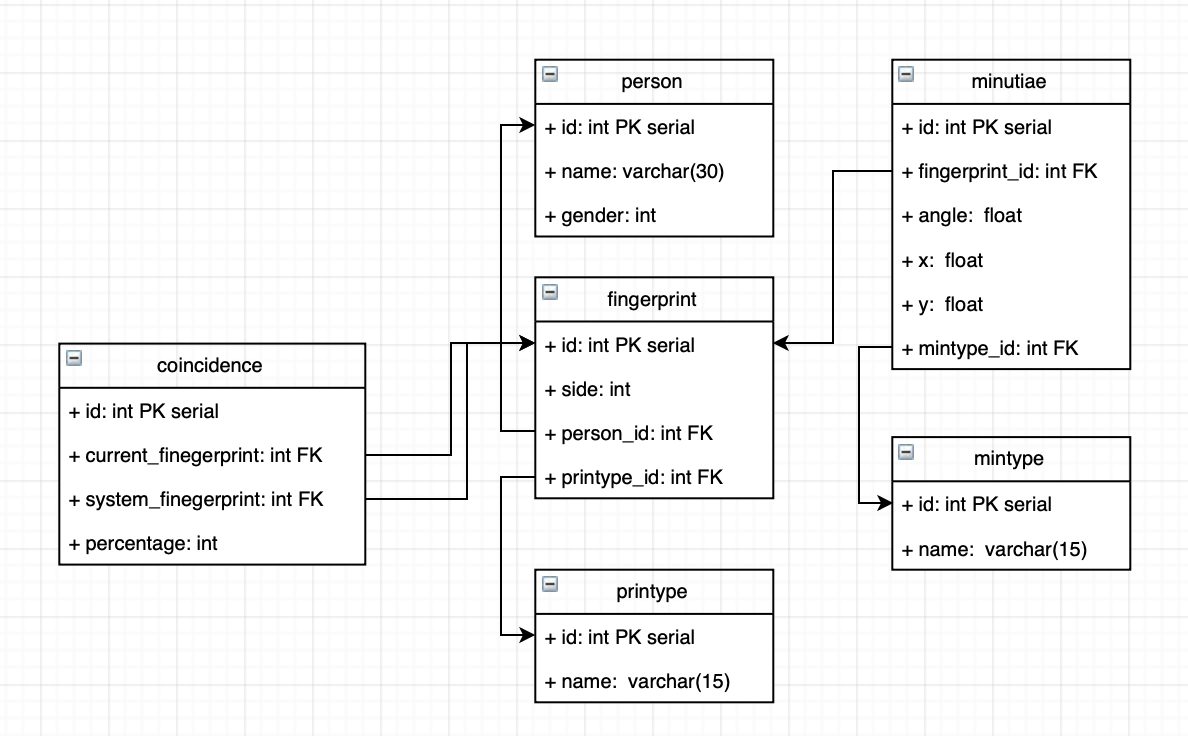 person
+ id: int PK serial
+ name: varchar(30)
+ gender: int
minutiae
+ id: int PK serial
+ fingerprint_id: int FK
+ angle:  float
+ x:  float
+ y:  float
+ mintype_id: int FK
fingerprint
+ id: int PK serial
+ side: int
+ person_id: int FK
+ printype_id: int FK
coincidence
+ id: int PK serial
+ current_finegerprint: int FK
+ system_finegerprint: int FK
+ percentage: int
mintype
+ id: int PK serial
+ name:  varchar(15)
printype
+ id: int PK serial
+ name:  varchar(15)